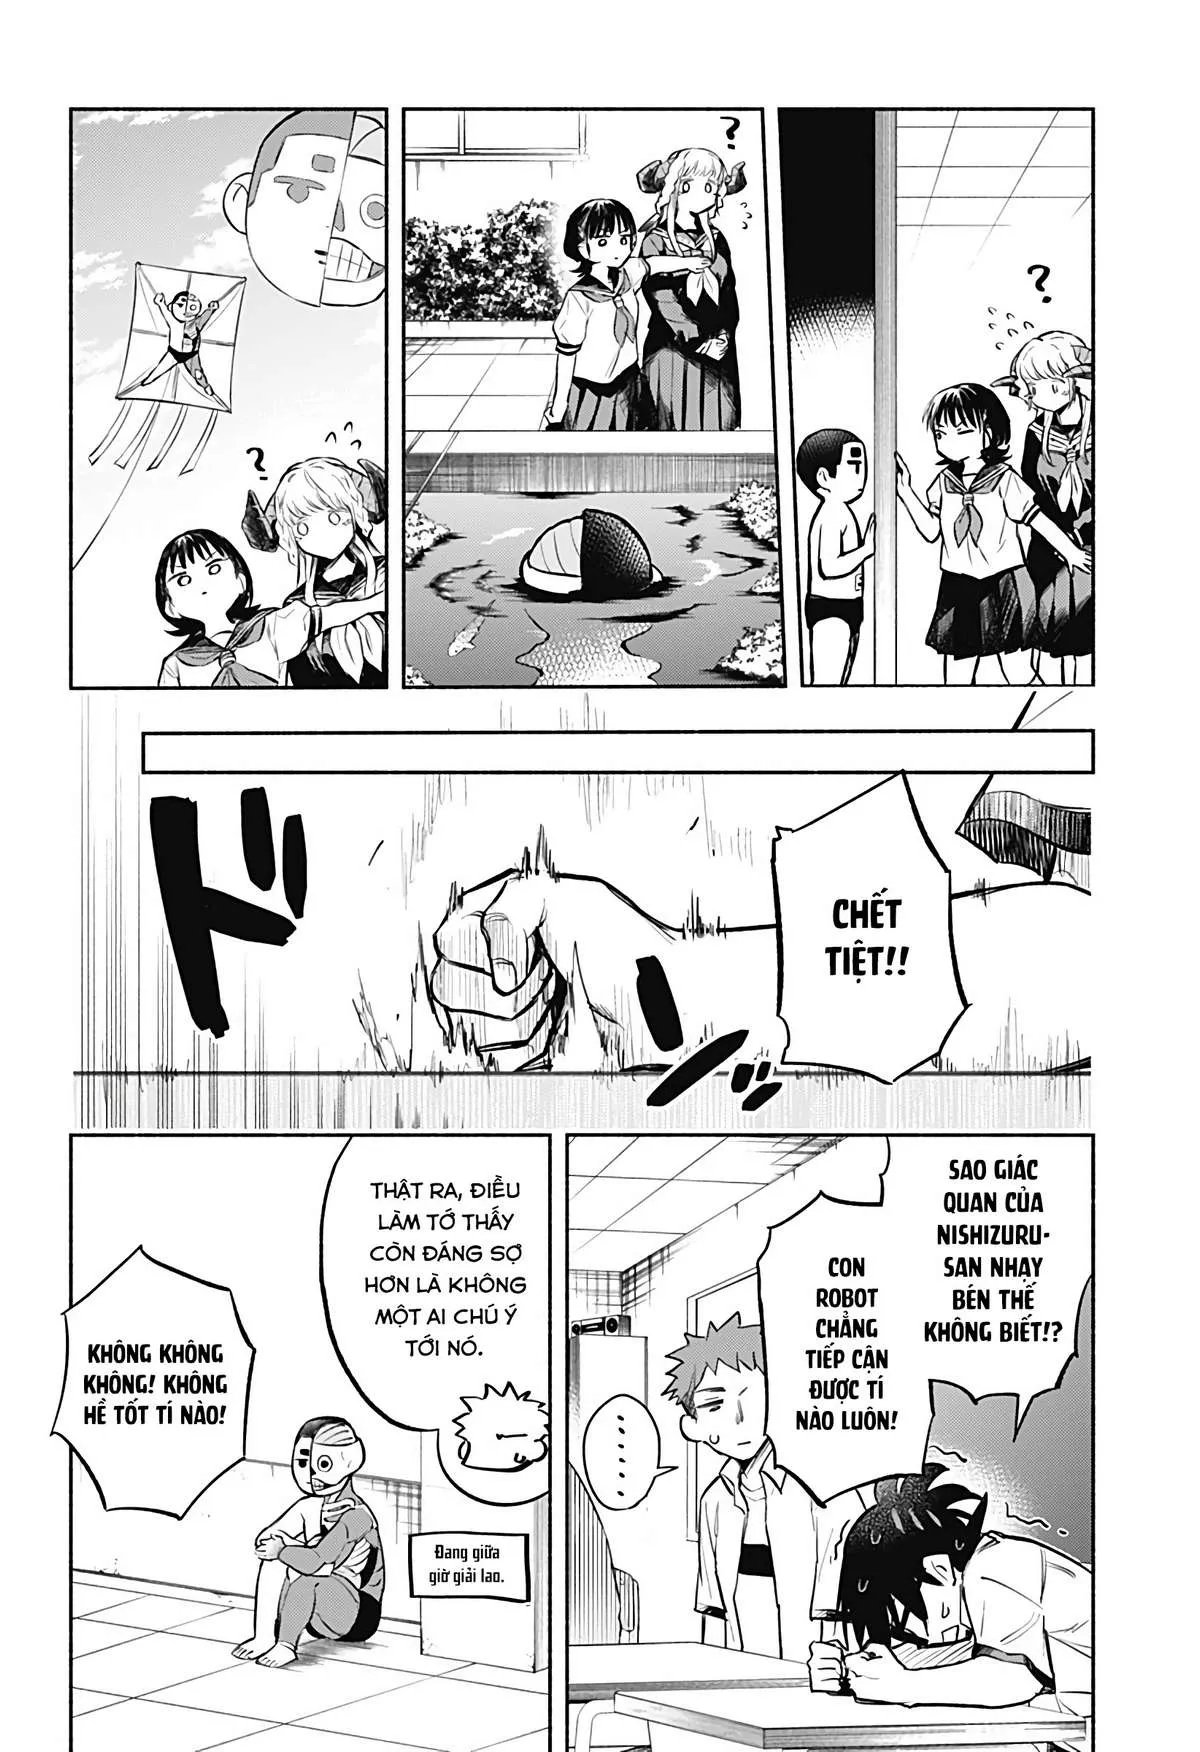 ?
?
?
ドンッ
CHẾT
TIỆT!!
SAO GIÁC
QUAN CỦA
NISHIZURU-
SAN NHẠY
BÉN THẾ
KHÔNG BIẾT!?
CON
ROBOT
CHẲNG
TIẾP CẬN
ĐƯỢC TÍ
NÀO LUÔN!
......
THẬT RA, ĐIỀU
LÀM TỚ THẤY
CÒN ĐÁNG SỢ
HƠN LÀ KHÔNG
MỘT AI CHÚ Ý
TỚI NÓ.
Đang giữa
giờ giải lao.
KHÔNG KHÔNG
KHÔNG! KHÔNG
HỀ TỐT TÍ NÀO!